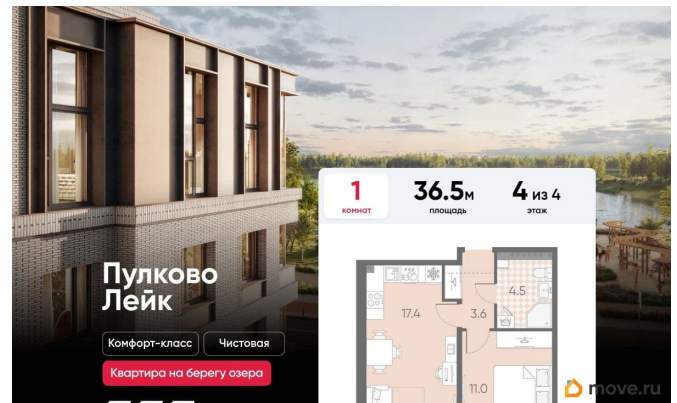 1
комнат
36.5м
площадь
4 из 4
этаж
Пулково
Лейк
Комфорт-класс
Чистовая
Квартира на берегу озера
17.4
3.6
4.5
11.0
move.ru